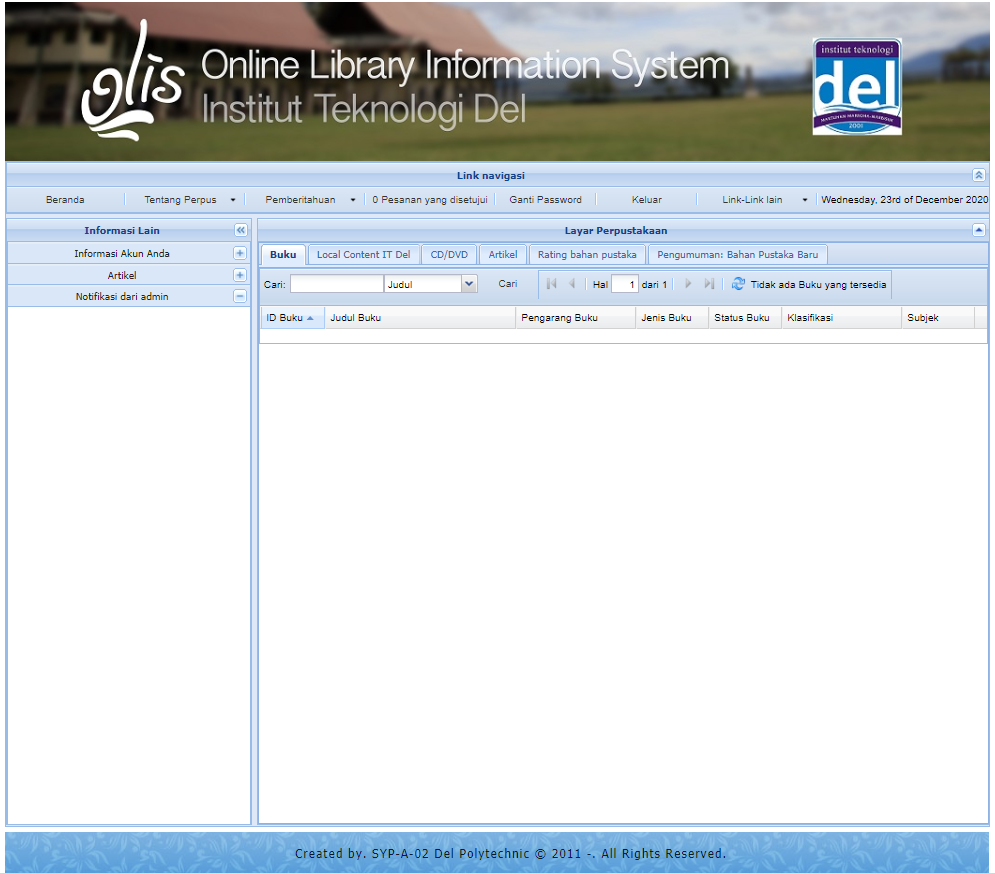 olis
Online Library Information System
Institut Teknologi Del
institut teknologi
del
2001
Link navigasi
Beranda Tentang Perpus Pemberitahuan 0 Pesanan yang disetujui Ganti Password Keluar Link-Link lain Wednesday, 23rd of December 2020
Informasi Lain
Informasi Akun Anda
Artikel
Notifikasi dari admin
Layar Perpustakaan
Buku Local Content IT Del CD/DVD Artikel Rating bahan pustaka Pengumuman: Bahan Pustaka Baru
Cari: Judul Cari Hal 1 dari 1 Tidak ada Buku yang tersedia
ID Buku Judul Buku Pengarang Buku Jenis Buku Status Buku Klasifikasi Subjek
Created by. SYP-A-02 Del Polytechnic © 2011 -. All Rights Reserved.